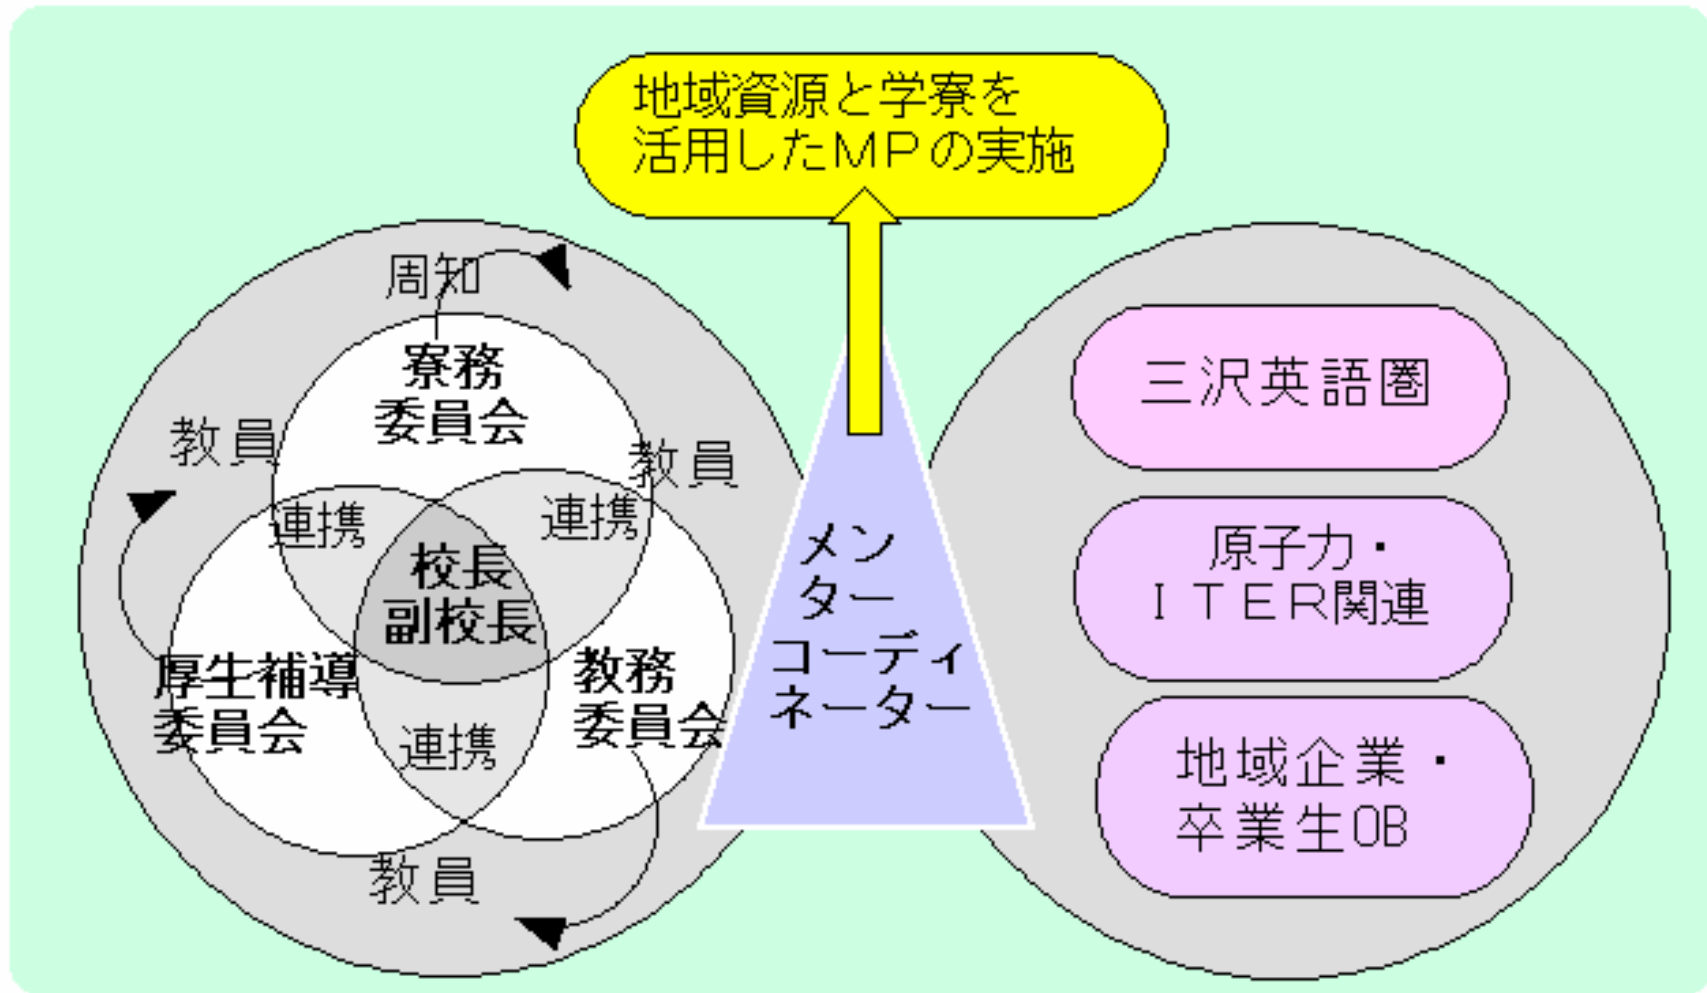 地域資源と学寮を
活用したＭＰの実施
周知
寮務
委員会
教員
教員
連携
連携
校長
副校長
厚生補導
委員会
教務
委員会
連携
教員
メン
ター
コーディ
ネーター
三沢英語圏
原子力・
ＩＴＥＲ関連
地域企業・
卒業生OB